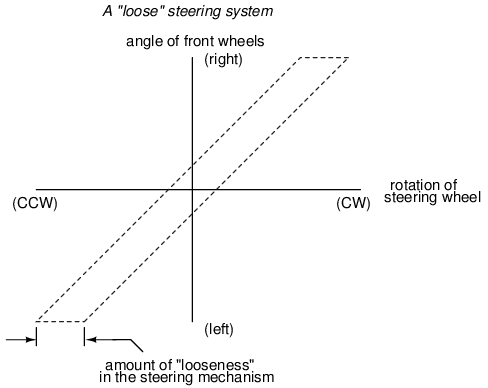 A "loose" steering system
angle of front wheels
(right)
rotation of
steering wheel
(CCW)
(CW)
(left)
amount of "looseness"
in the steering mechanism